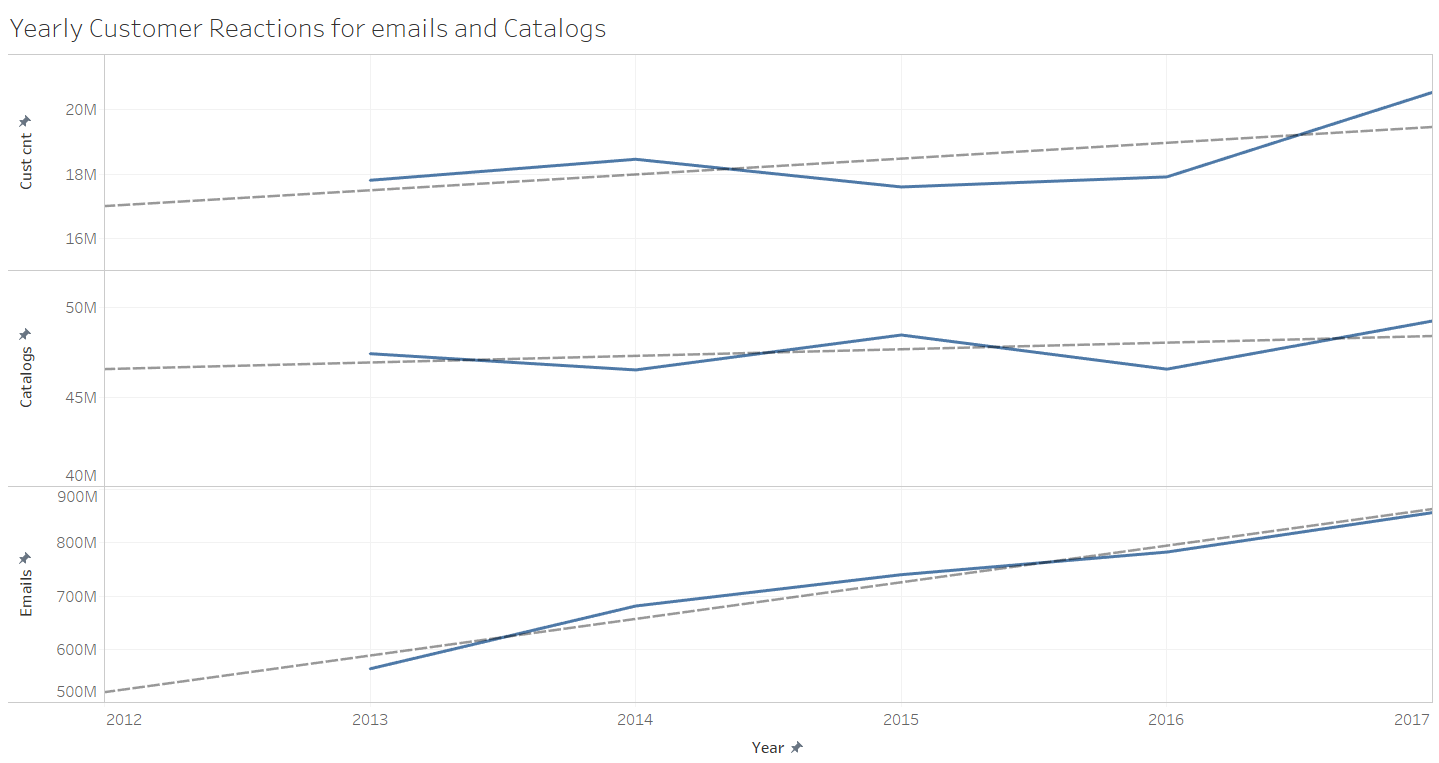 Yearly Customer Reactions for emails and Catalogs
Cust cnt
20M
18M
16M
Catalogs
50M
45M
40M
Emails
900M
800M
700M
600M
500M
2012 2013 2014 2015 2016 2017
Year